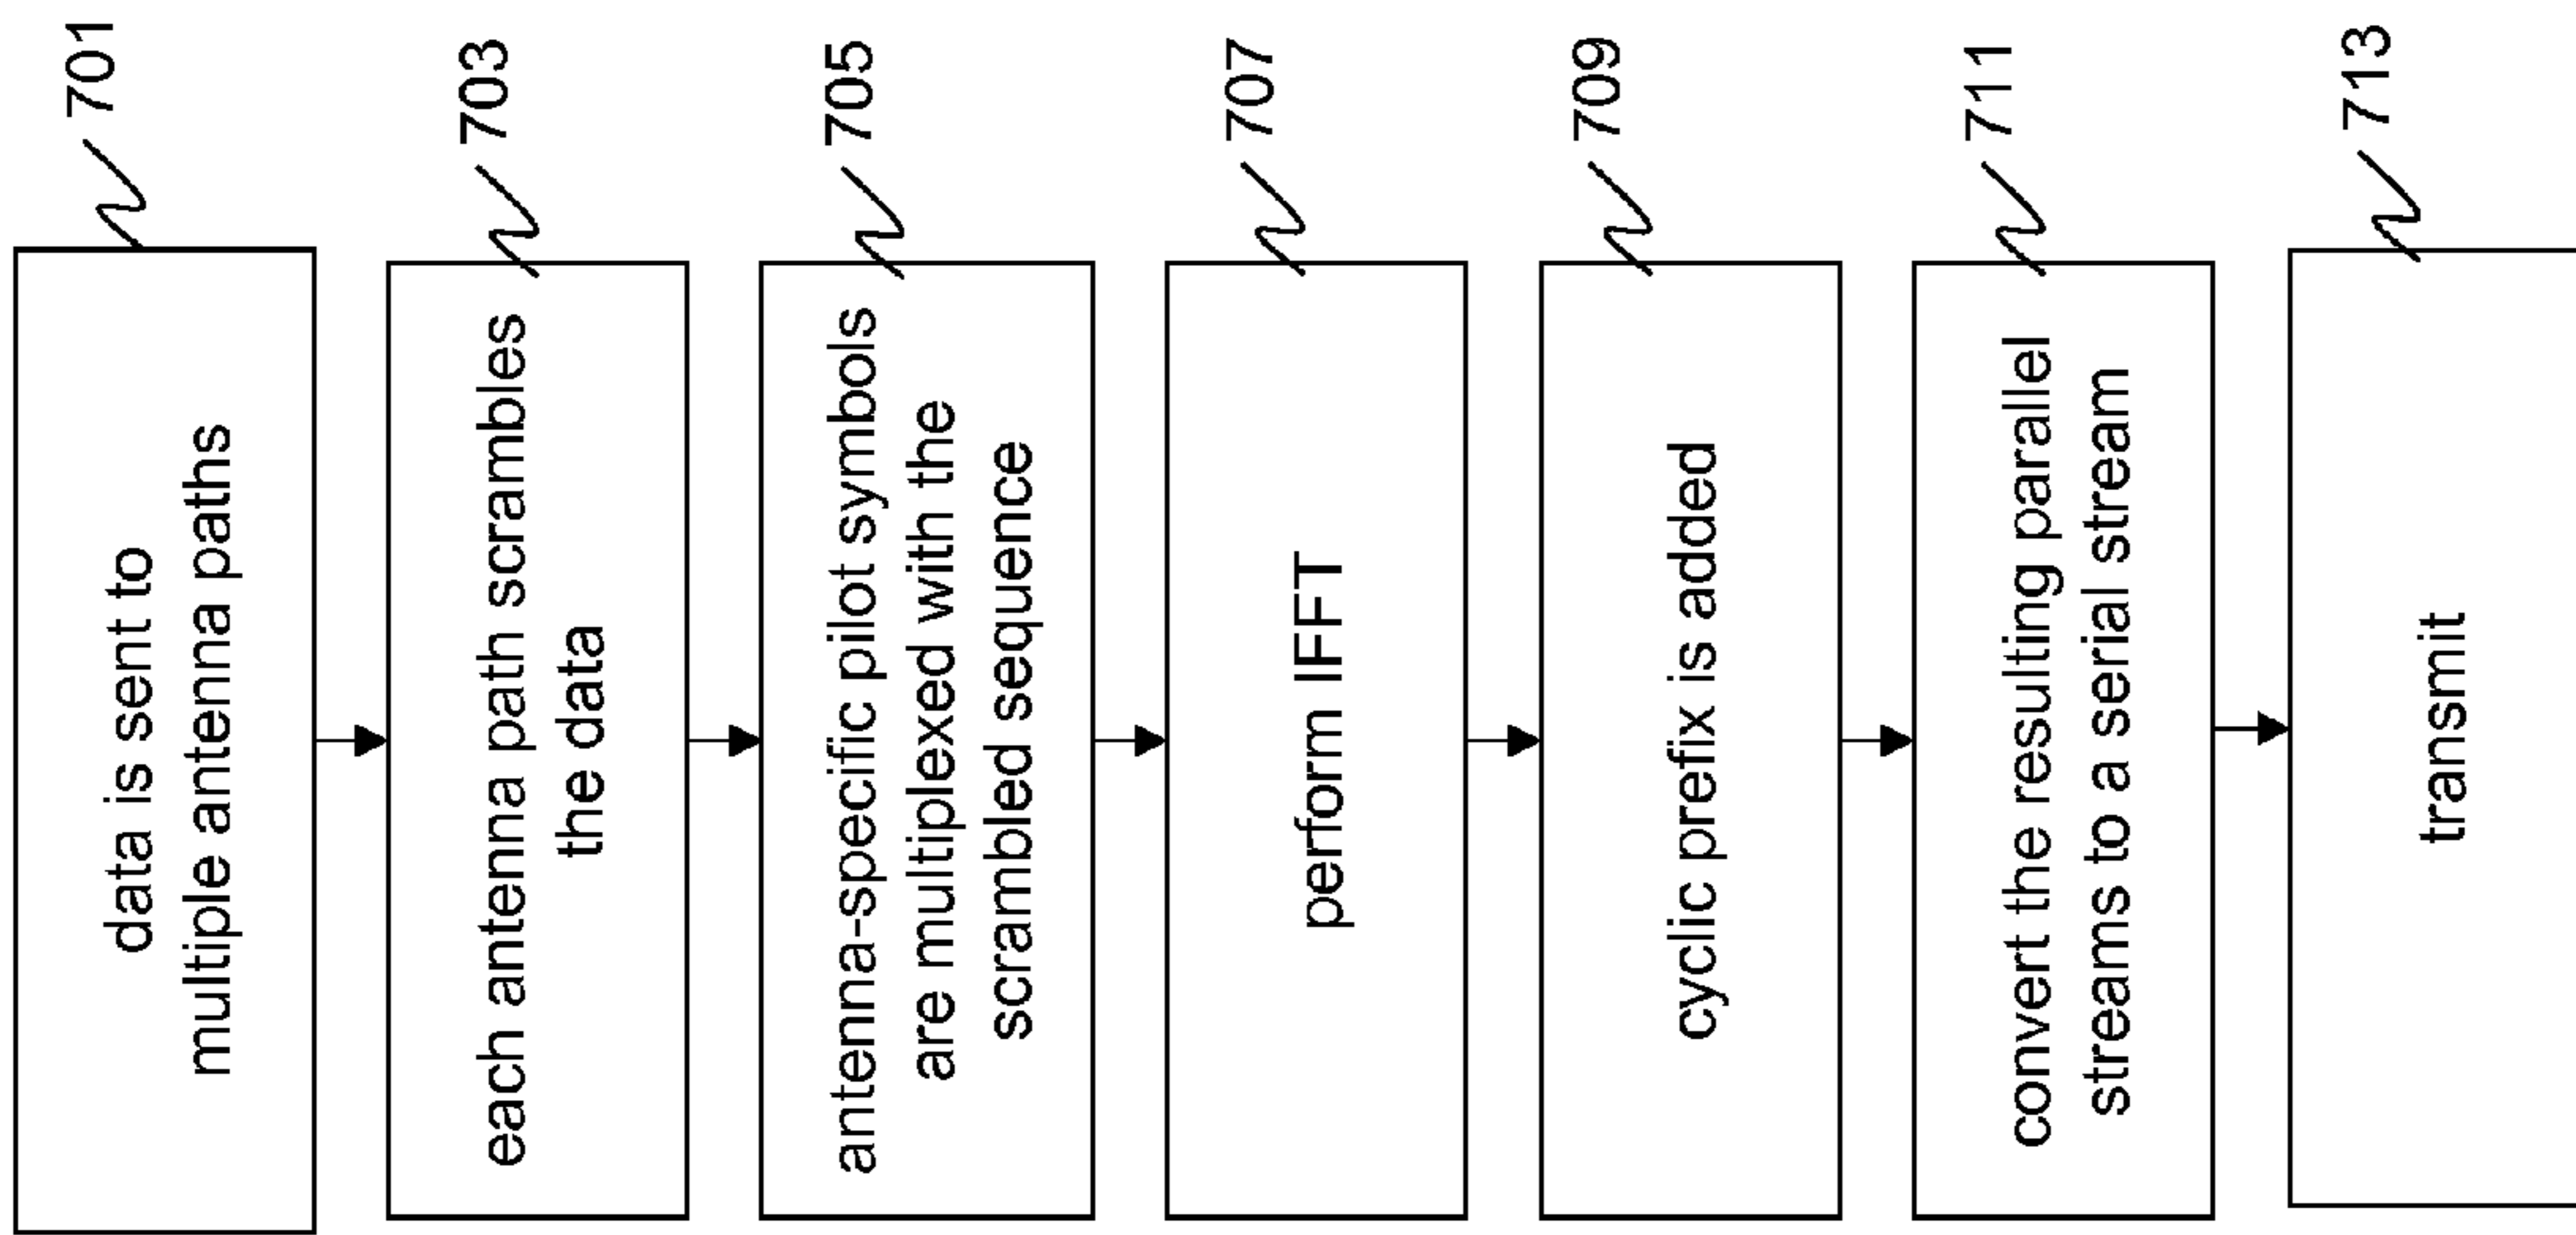 701
data is sent to
multiple antenna paths
703
each antenna path scrambles
the data
705
antenna-specific pilot symbols
are multiplexed with the
scrambled sequence
707
perform IFFT
709
cyclic prefix is added
711
convert the resulting parallel
streams to a serial stream
713
transmit